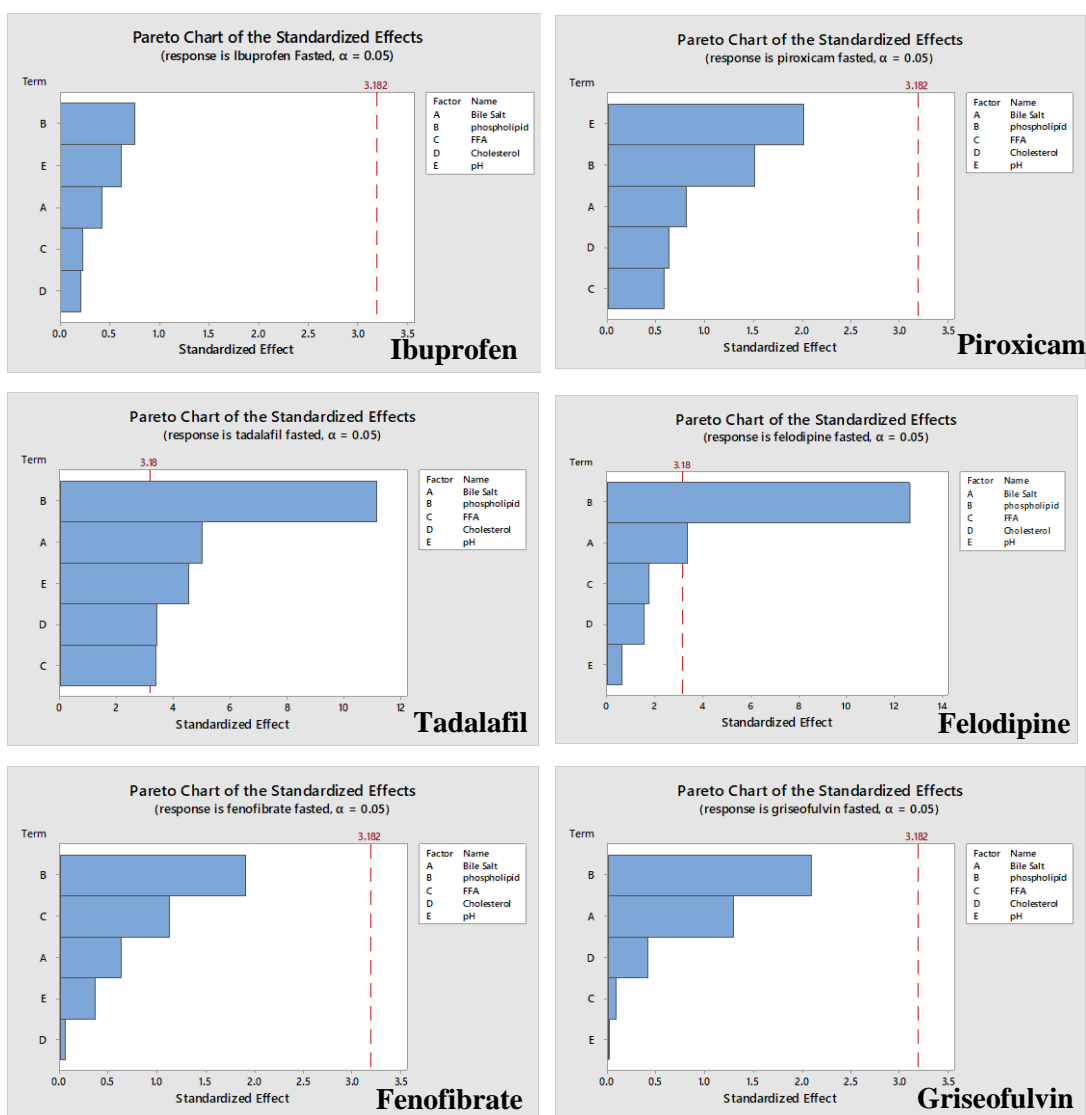 Pareto Chart of the Standardized Effects
(response is Ibuprofen Fasted, α = 0.05)
Term
3.182
Factor Name
A Bile Salt
B phospholipid
C FFA
D Cholesterol
E pH
B
E
A
C
D
0.0 0.5 1.0 1.5 2.0 2.5 3.0 3.5
Standardized Effect
Ibuprofen
Pareto Chart of the Standardized Effects
(response is piroxicam fasted, α = 0.05)
Term
3.182
Factor Name
A Bile Salt
B phospholipid
C FFA
D Cholesterol
E pH
E
B
A
D
C
0.0 0.5 1.0 1.5 2.0 2.5 3.0 3.5
Standardized Effect
Piroxicam
Pareto Chart of the Standardized Effects
(response is tadalafil fasted, α = 0.05)
Term
3.18
Factor Name
A Bile Salt
B phospholipid
C FFA
D Cholesterol
E pH
B
A
E
D
C
0 2 4 6 8 10 12
Standardized Effect
Tadalafil
Pareto Chart of the Standardized Effects
(response is felodipine fasted, α = 0.05)
Term
3.18
Factor Name
A Bile Salt
B phospholipid
C FFA
D Cholesterol
E pH
B
A
C
D
E
0 2 4 6 8 10 12 14
Standardized Effect
Felodipine
Pareto Chart of the Standardized Effects
(response is fenofibrate fasted, α = 0.05)
Term
3.182
Factor Name
A Bile Salt
B phospholipid
C FFA
D Cholesterol
E pH
B
C
A
E
D
0.0 0.5 1.0 1.5 2.0 2.5 3.0 3.5
Standardized Effect
Fenofibrate
Pareto Chart of the Standardized Effects
(response is griseofulvin fasted, α = 0.05)
Term
3.182
Factor Name
A Bile Salt
B phospholipid
C FFA
D Cholesterol
E pH
B
A
D
C
E
0.0 0.5 1.0 1.5 2.0 2.5 3.0 3.5
Standardized Effect
Griseofulvin